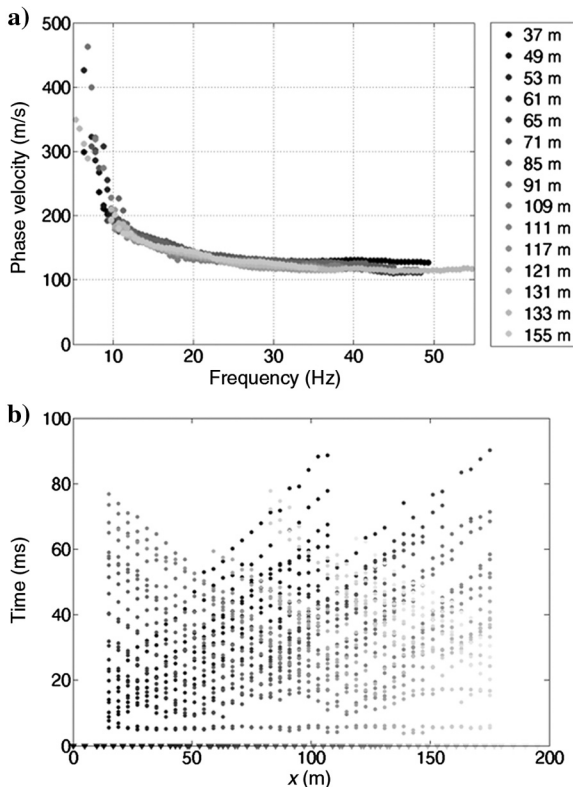 a)
500
400
300
200
100
0
Phase velocity (m/s)
10
20
30
40
50
Frequency (Hz)
37 m
49 m
53 m
61 m
65 m
71 m
85 m
91 m
109 m
111 m
117 m
121 m
131 m
133 m
155 m
b)
100
80
60
40
20
0
Time (ms)
0
50
100
150
200
x (m)